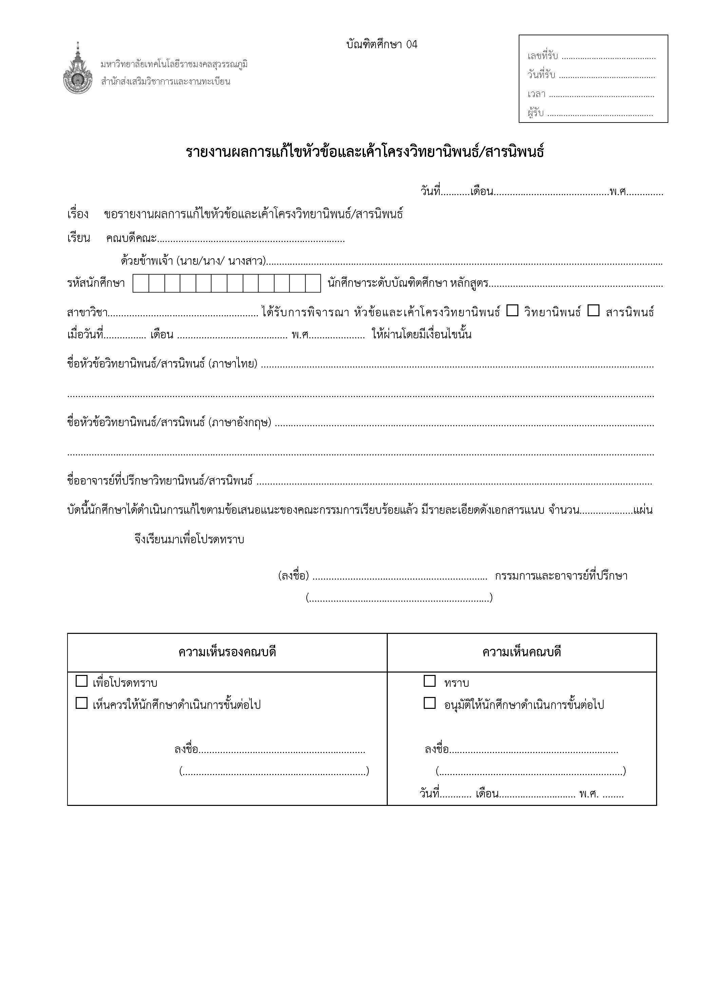 บัณฑิตศึกษา 04
มหาวิทยาลัยเทคโนโลยีราชมงคลสุวรรณภูมิ
สำนักส่งเสริมวิชาการและงานทะเบียน
เลขที่รับ .........................................
วันที่รับ ..........................................
เวลา ..............................................
ผู้รับ ..............................................
รายงานผลการแก้ไขหัวข้อและเค้าโครงวิทยานิพนธ์/สารนิพนธ์
วันที่...........เดือน...........................................พ.ศ..............
เรื่อง ขอรายงานผลการแก้ไขหัวข้อและเค้าโครงวิทยานิพนธ์/สารนิพนธ์
เรียน คณบดีคณะ......................................................................
ด้วยข้าพเจ้า (นาย/นาง/ นางสาว)....................................................................................................................................................
รหัสนักศึกษา นักศึกษาระดับบัณฑิตศึกษา หลักสูตร.................................................................
สาขาวิชา........................................................ ได้รับการพิจารณา หัวข้อและเค้าโครงวิทยานิพนธ์ ☐ วิทยานิพนธ์ ☐ สารนิพนธ์
เมื่อวันที่................ เดือน ......................................... พ.ศ..................... ให้ผ่านโดยมีเงื่อนไขนั้น
ชื่อหัวข้อวิทยานิพนธ์/สารนิพนธ์ (ภาษาไทย) ..................................................................................................................................................
..........................................................................................................................................................................................................................
ชื่อหัวข้อวิทยานิพนธ์/สารนิพนธ์ (ภาษาอังกฤษ) .............................................................................................................................................
..........................................................................................................................................................................................................................
ชื่ออาจารย์ที่ปรึกษาวิทยานิพนธ์/สารนิพนธ์ ...................................................................................................................................................
บัดนี้นักศึกษาได้ดำเนินการแก้ไขตามข้อเสนอแนะของคณะกรรมการเรียบร้อยแล้ว มีรายละเอียดดังเอกสารแนบ จำนวน....................แผ่น
จึงเรียนมาเพื่อโปรดทราบ
(ลงชื่อ) ................................................................. กรรมการและอาจารย์ที่ปรึกษา
(...................................................................)
ความเห็นรองคณบดี
☐ เพื่อโปรดทราบ
☐ เห็นควรให้นักศึกษาดำเนินการขั้นต่อไป
ลงชื่อ..............................................................
(....................................................................)
ความเห็นคณบดี
☐ ทราบ
☐ อนุมัติให้นักศึกษาดำเนินการขั้นต่อไป
ลงชื่อ...............................................................
(....................................................................)
วันที่............ เดือน............................. พ.ศ. ........